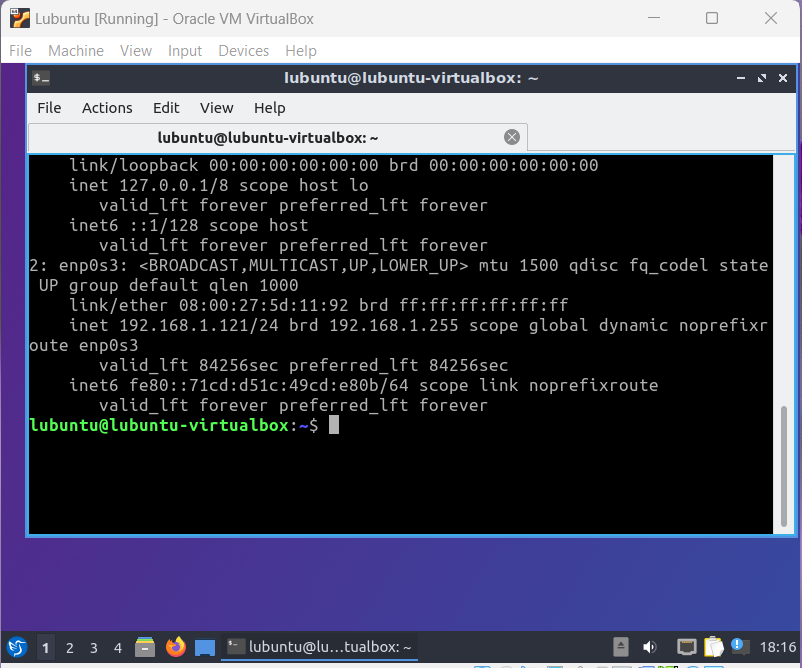 Lubuntu [Running] - Oracle VM VirtualBox
File Machine View Input Devices Help
lubuntu@lubuntu-virtualbox: ~
File Actions Edit View Help
lubuntu@lubuntu-virtualbox: ~
link/loopback 00:00:00:00:00:00 brd 00:00:00:00:00:00
inet 127.0.0.1/8 scope host lo
valid_lft forever preferred_lft forever
inet6 ::1/128 scope host
valid_lft forever preferred_lft forever
2: enp0s3: <BROADCAST,MULTICAST,UP,LOWER_UP> mtu 1500 qdisc fq_codel state
UP group default qlen 1000
link/ether 08:00:27:5d:11:92 brd ff:ff:ff:ff:ff:ff
inet 192.168.1.121/24 brd 192.168.1.255 scope global dynamic noprefixr
oute enp0s3
valid_lft 84256sec preferred_lft 84256sec
inet6 fe80::71cd:d51c:49cd:e80b/64 scope link noprefixroute
valid_lft forever preferred_lft forever
lubuntu@lubuntu-virtualbox:~$
1 2 3 4 lubuntu@lu...tualbox: ~ 18:16